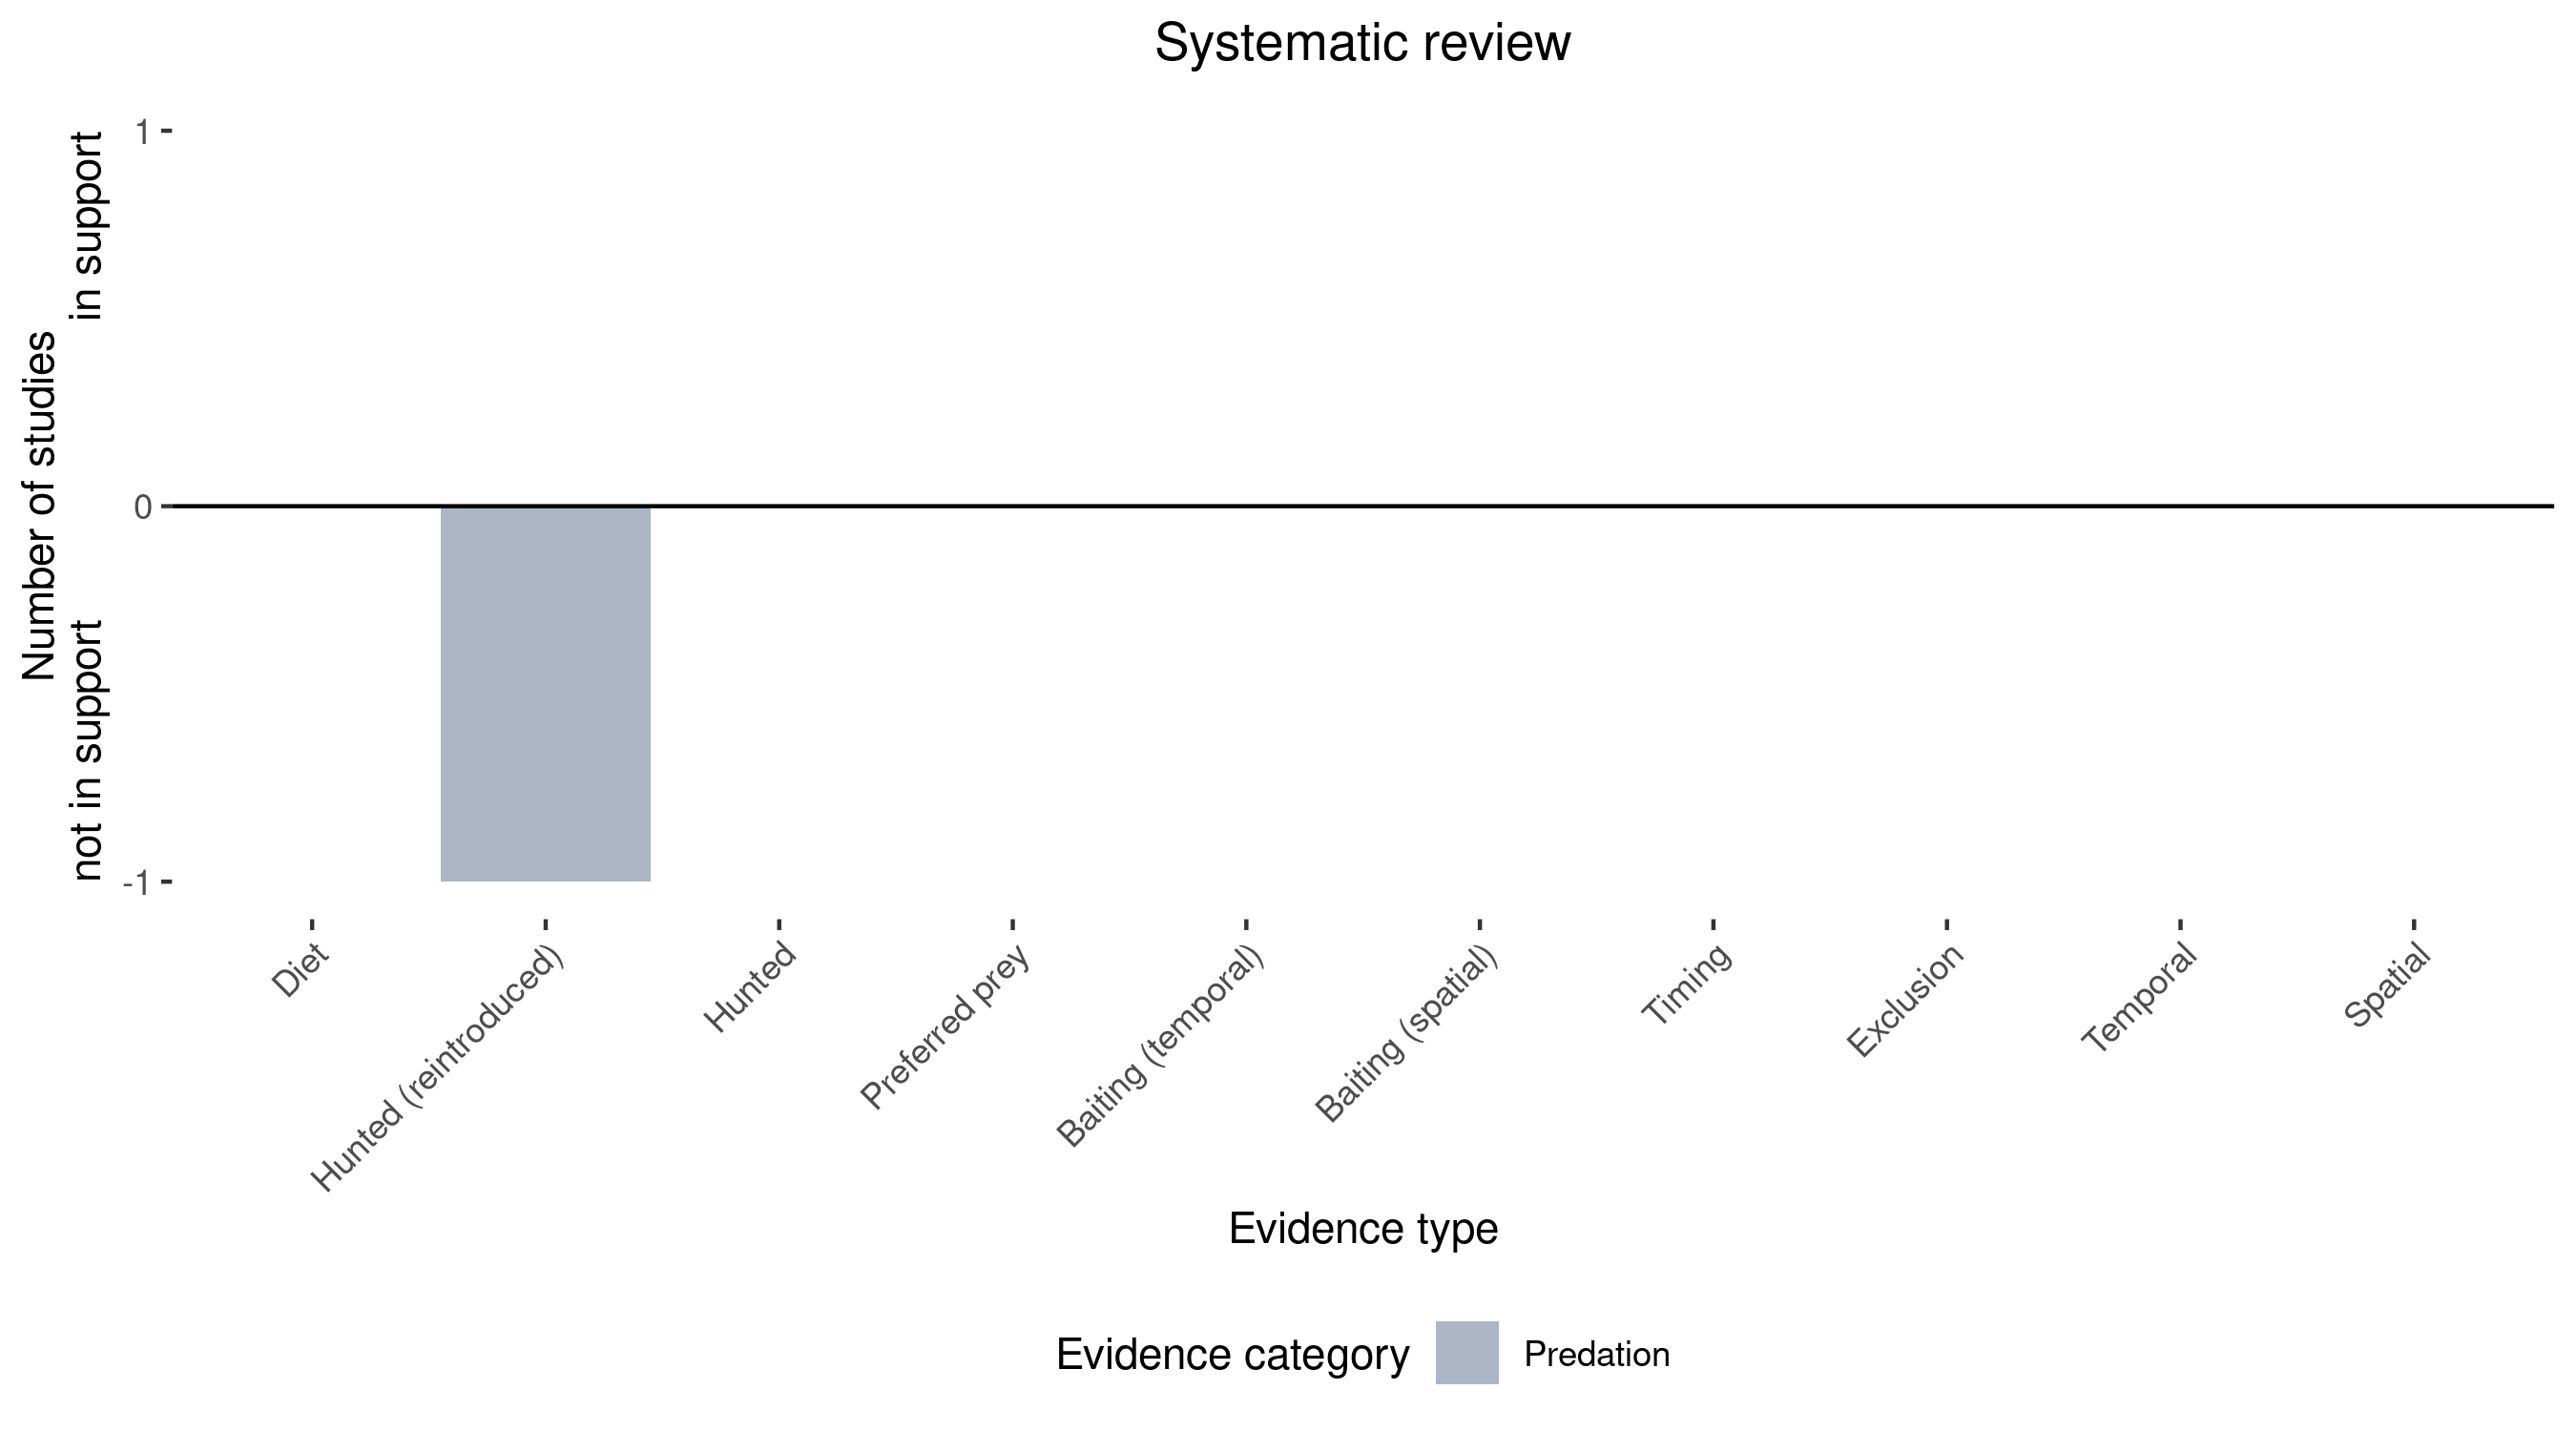 Systematic review
Number of studies
not in support in support
1
0
-1
Diet
Hunted (reintroduced)
Hunted
Preferred prey
Baiting (temporal)
Baiting (spatial)
Timing
Exclusion
Temporal
Spatial
Evidence type
Evidence category Predation